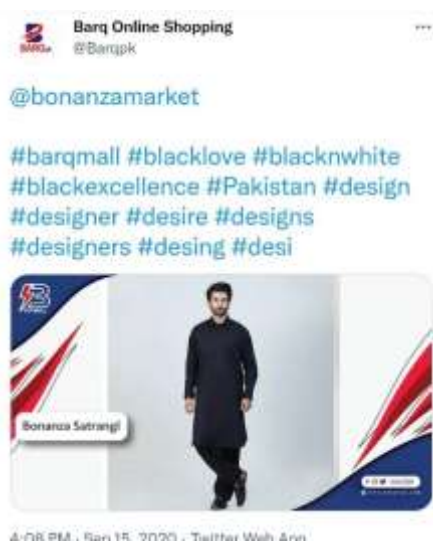 Barq Online Shopping
@Barqpk
@bonanzamarket
#barqmall #blacklove #blacknwhite
#blackexcellence #Pakistan #design
#designer #desire #designs
#designers #desing #desi
Bonanza Satrangi
4:08 PM · Sep 15, 2020 · Twitter Web App